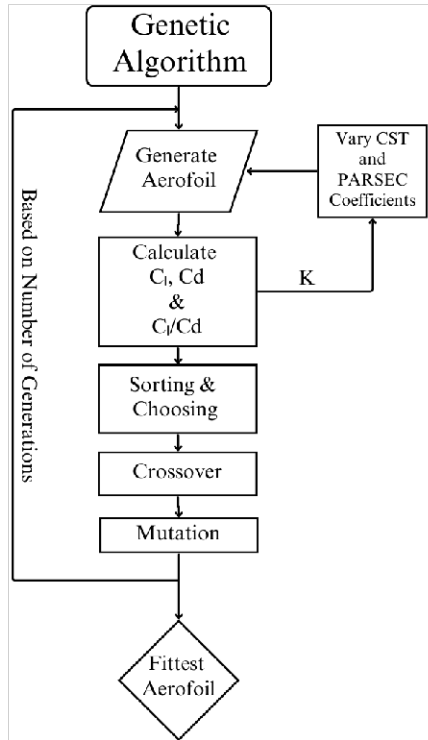 Genetic
Algorithm
Generate
Aerofoil
Vary CST
and
PARSEC
Coefficients
Calculate
Cₗ, Cd
&
Cₗ/Cd
K
Sorting &
Choosing
Crossover
Mutation
Based on Number of Generations
Fittest
Aerofoil